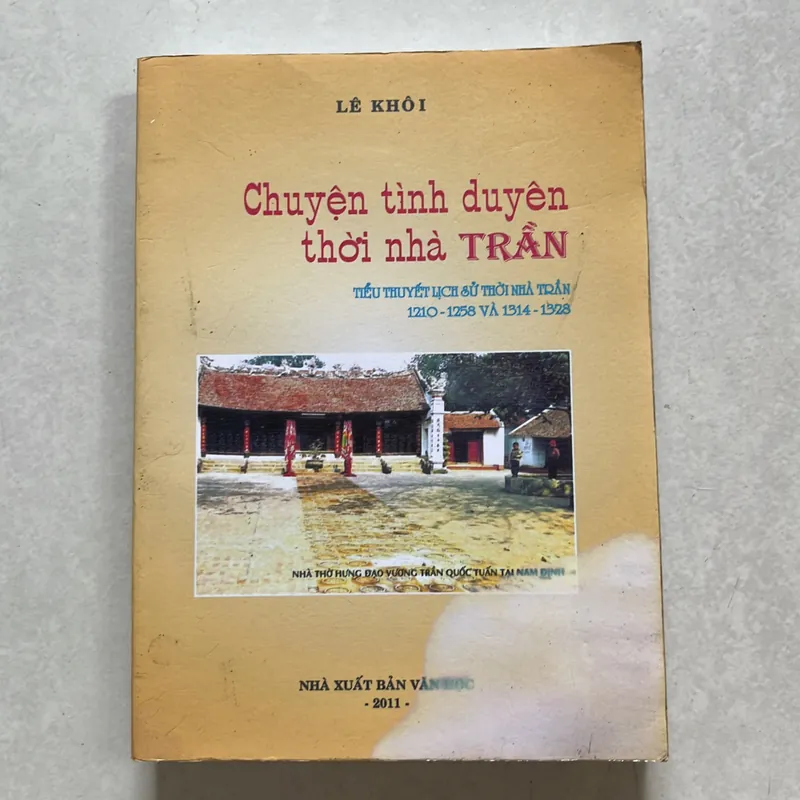 LÊ KHÔI
Chuyện tình duyên
thời nhà TRẦN
TIỂU THUYẾT LỊCH SỬ THỜI NHÀ TRẦN
1210 - 1258 VÀ 1314 - 1328
NHÀ THỜ HƯNG ĐẠO VƯƠNG TRẦN QUỐC TUẤN TẠI NAM ĐỊNH
NHÀ XUẤT BẢN VĂN HỌC
- 2011 -